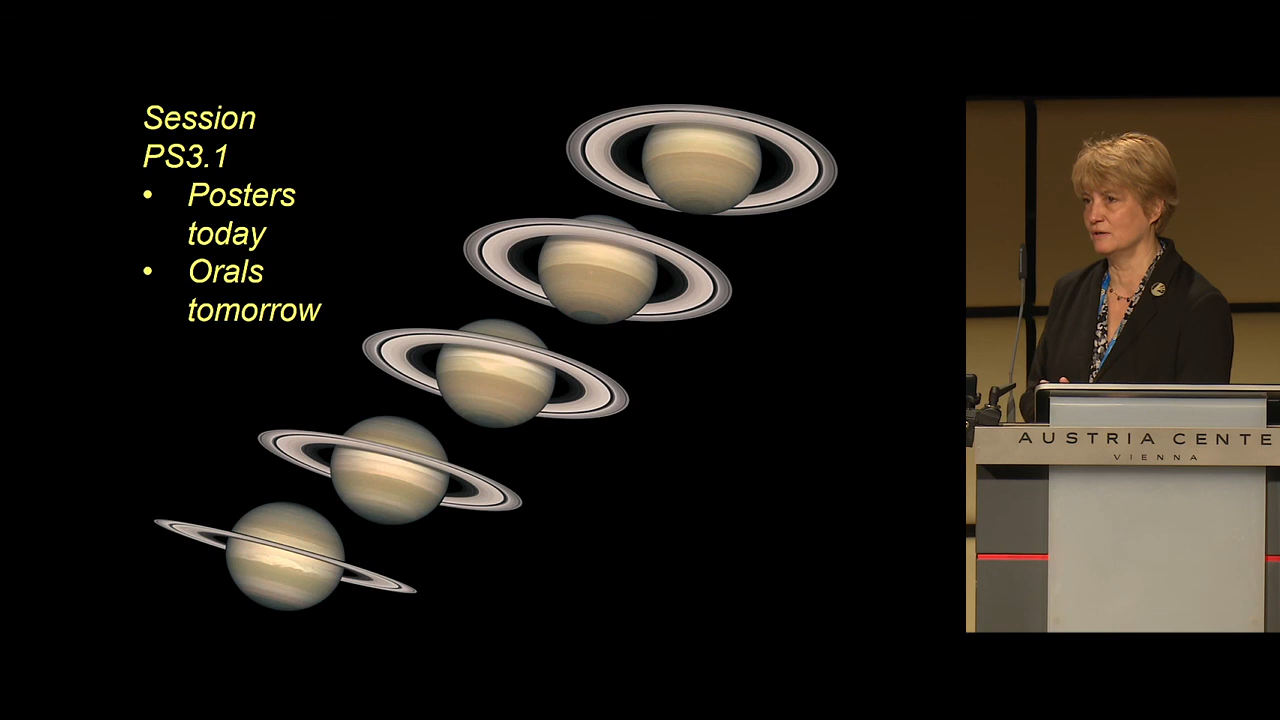 Session
PS3.1
• Posters
today
• Orals
tomorrow
AUSTRIA CENTE
VIENNA